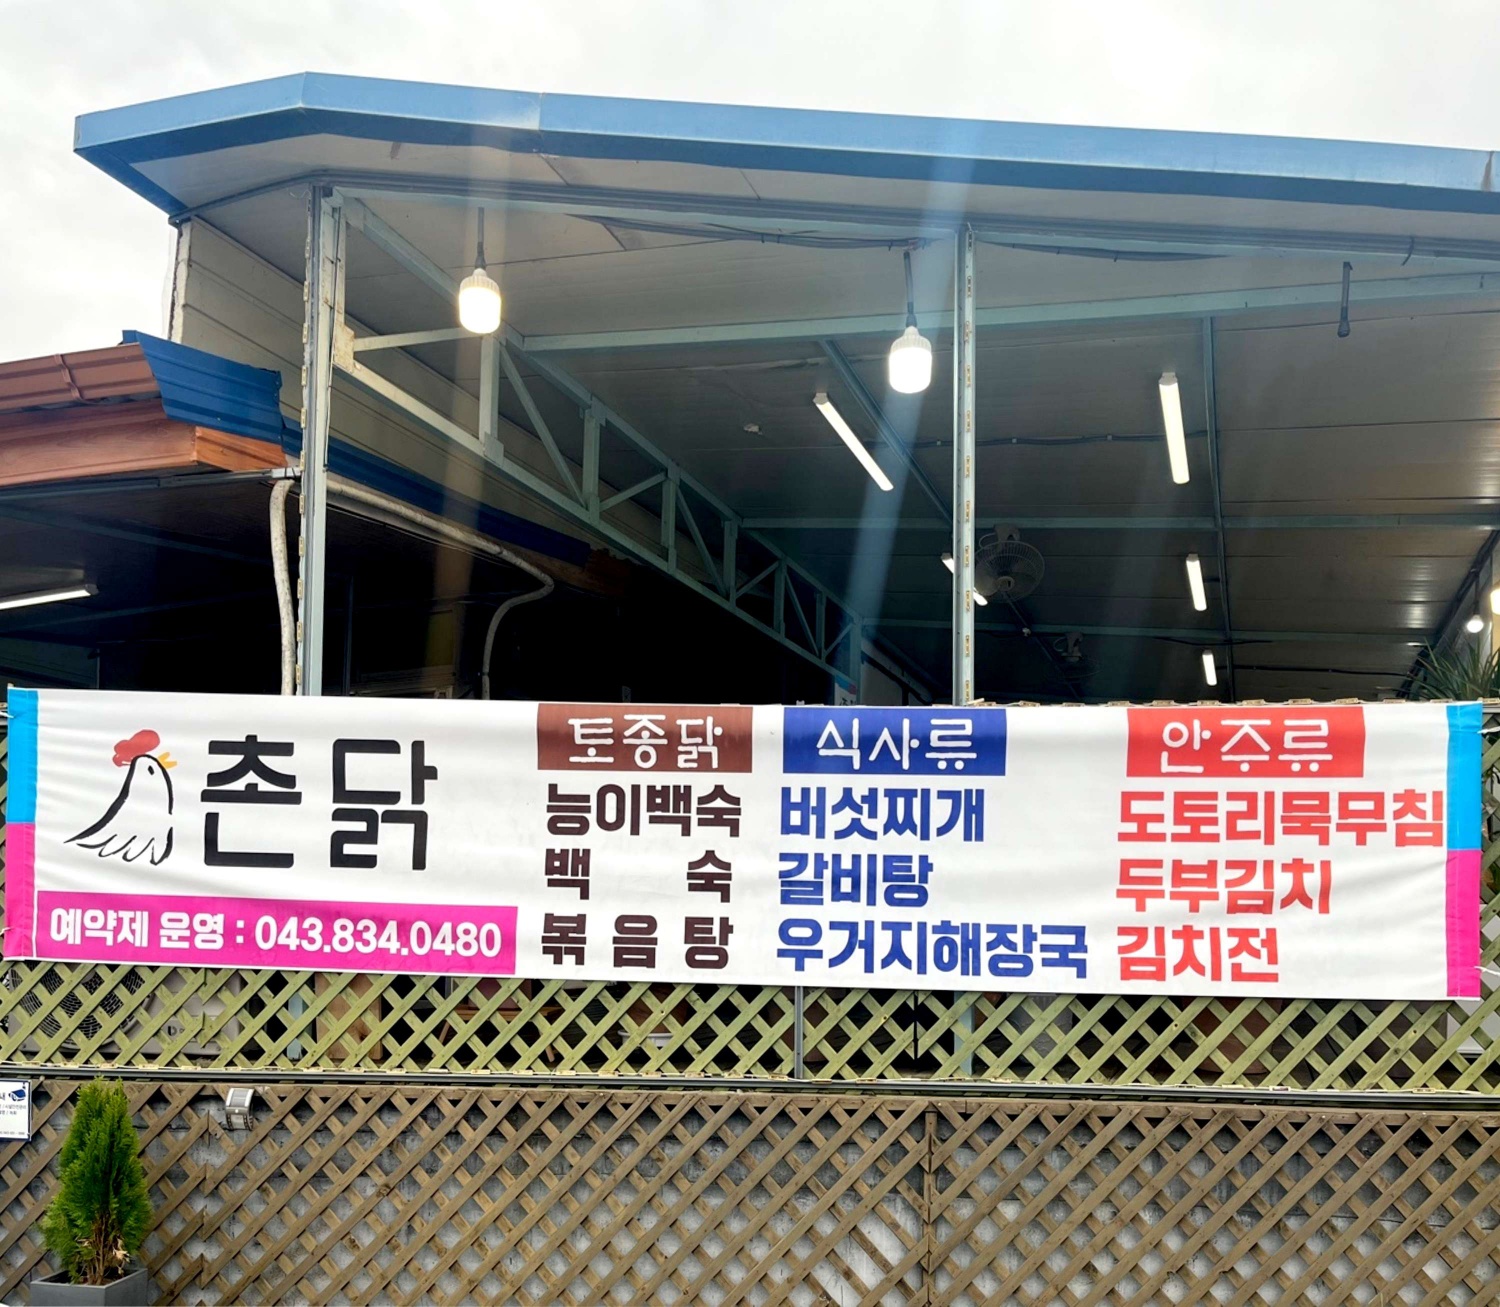 촌닭
예약제 운영 : 043.834.0480
토종닭
능이백숙
백 숙
볶음탕
식사류
버섯찌개
갈비탕
우거지해장국
안주류
도토리묵무침
두부김치
김치전